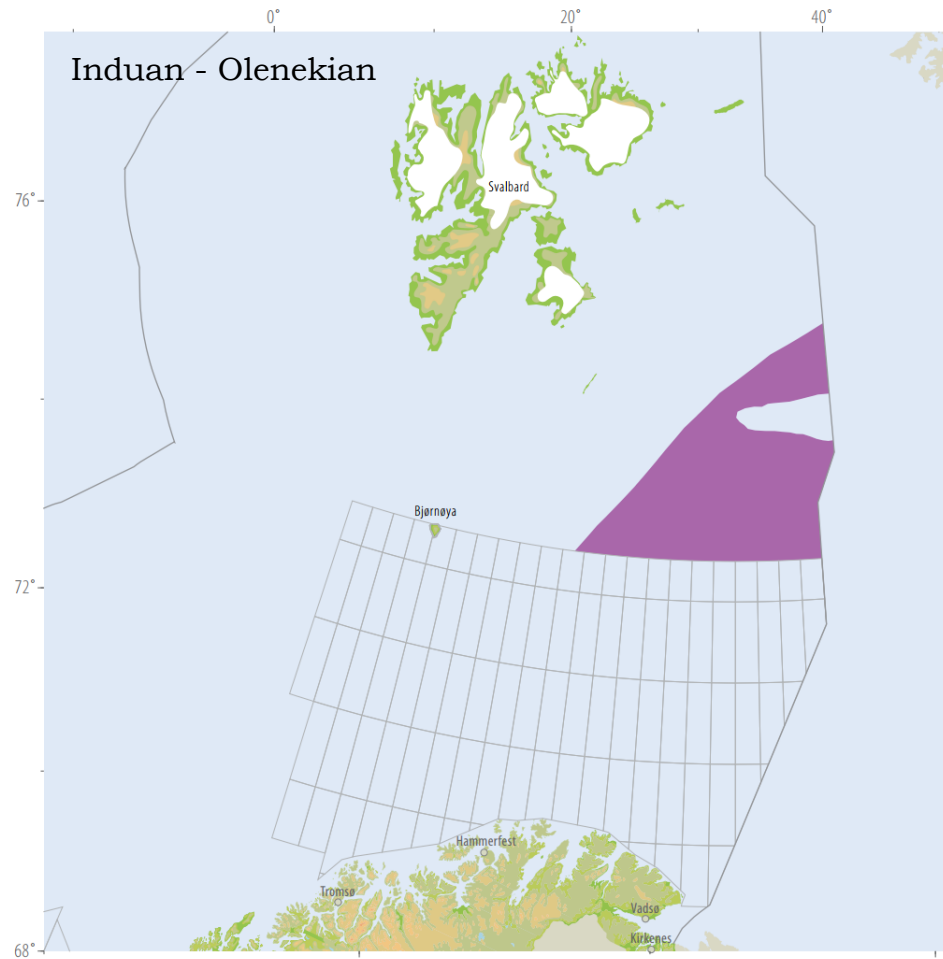 0°
20°
40°
Induan - Olenekian
76°
Svalbard
Bjørnøya
72°
Hammerfest
Tromsø
Vadsø
Kirkenes
68°